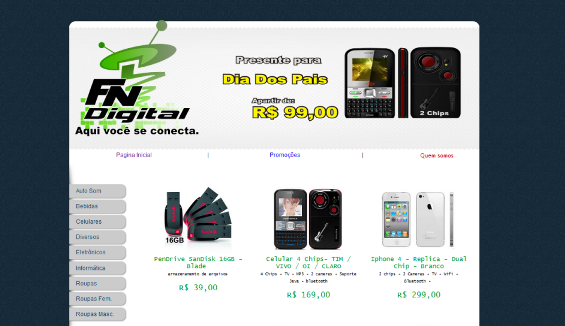 Presente para
Dia Dos Pais
Apartir de:
R$ 99,00
2 Chips
FN
Digital
Aqui você se conecta.
Pagina Inicial | Promoções | Quem somos
Auto Som
Bebidas
Celulares
Diversos
Eletrônicos
Informática
Roupas
Roupas Fem.
Roupas Masc.
16GB
PenDrive SanDisk 16GB - Blade
armazenamento de arquivos
R$ 39,00
Celular 4 Chips- TIM / VIVO / OI / CLARO
4 Chips - TV - MP3 - 2 cameras - Suporte Java - bluetooth
R$ 169,00
Iphone 4 - Replica - Dual Chip - Branco
2 chips - 2 Cameras - TV - Wifi - Bluetooth -
R$ 299,00